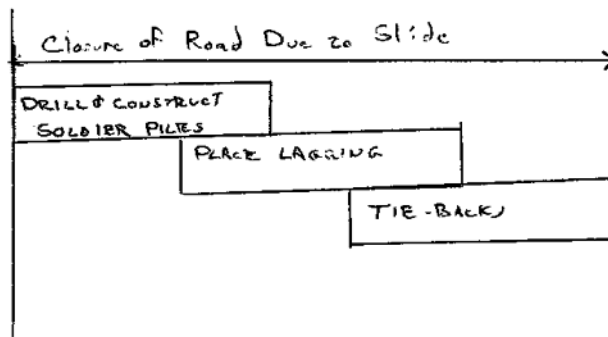 Closure of Road Due to Slide
DRILL & CONSTRUCT
SOLDIER PILES
PLACE LAGGING
TIE-BACKS